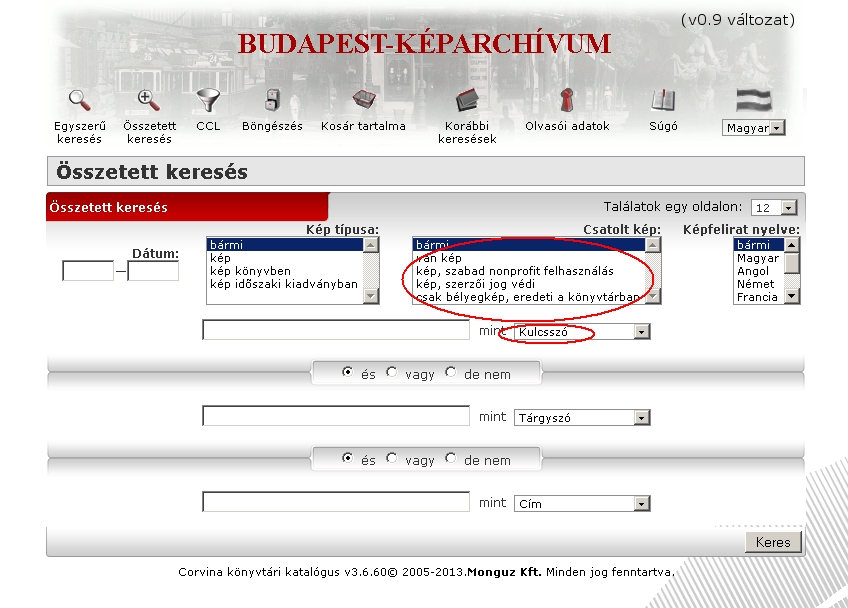 (v0.9 változat)
BUDAPEST-KÉPARCHÍVUM
Egyszerű keresés
Összetett keresés
CCL
Böngészés
Kosár tartalma
Korábbi keresések
Olvasói adatok
Súgó
Magyar
Összetett keresés
Összetett keresés
Találatok egy oldalon: 12
Dátum:
–
Kép típusa:
bármi
kép
kép könyvben
kép időszaki kiadványban
Csatolt kép:
bármi
van kép
kép, szabad nonprofit felhasználás
kép, szerzői jog védi
csak bélyegkép, eredeti a könyvtárban
Képfelirat nyelve:
bármi
Magyar
Angol
Német
Francia
mint Kulcsszó
és vagy de nem
mint Tárgyszó
és vagy de nem
mint Cím
Keres
Corvina könyvtári katalógus v3.6.60© 2005-2013.Monguz Kft. Minden jog fenntartva.